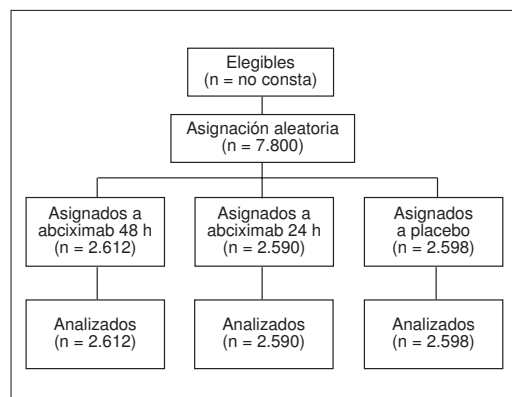 Elegibles
(n = no consta)
Asignación aleatoria
(n = 7.800)
Asignados a
abciximab 48 h
(n = 2.612)
Asignados a
abciximab 24 h
(n = 2.590)
Asignados
a placebo
(n = 2.598)
Analizados
(n = 2.612)
Analizados
(n = 2.590)
Analizados
(n = 2.598)